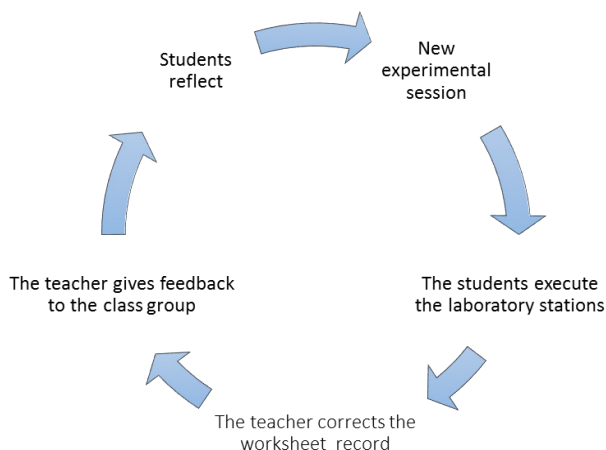 Students
reflect
New
experimental
session
The students execute
the laboratory stations
The teacher corrects the
worksheet record
The teacher gives feedback
to the class group